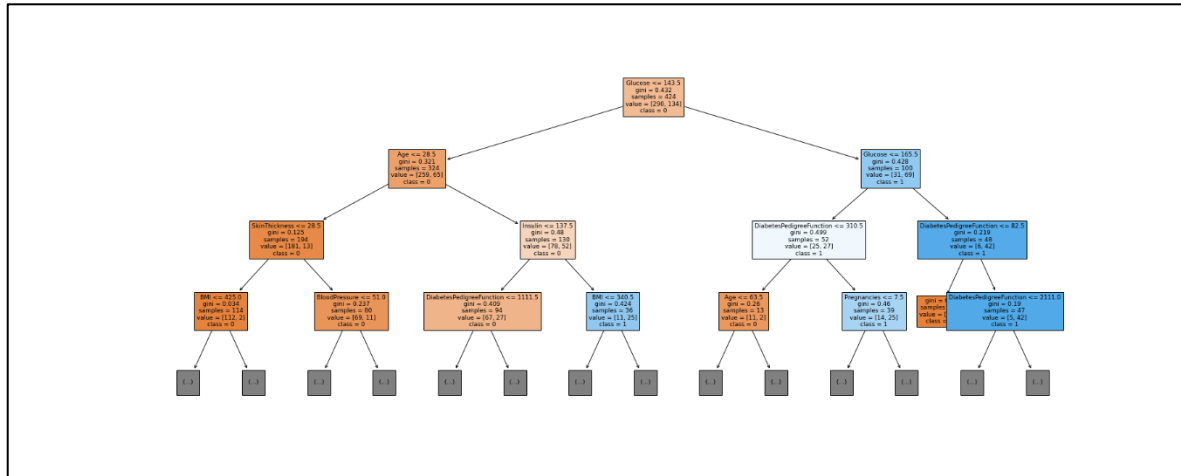 Glucose <= 143.5
gini = 0.432
samples = 424
value = [290, 134]
class = 0
Age <= 28.5
gini = 0.321
samples = 324
value = [259, 65]
class = 0
Glucose <= 165.5
gini = 0.428
samples = 100
value = [31, 69]
class = 1
SkinThickness <= 28.5
gini = 0.125
samples = 194
value = [181, 13]
class = 0
Insulin <= 137.5
gini = 0.48
samples = 130
value = [78, 52]
class = 0
DiabetesPedigreeFunction <= 310.5
gini = 0.499
samples = 52
value = [25, 27]
class = 1
DiabetesPedigreeFunction <= 82.5
gini = 0.219
samples = 48
value = [6, 42]
class = 1
BMI <= 425.0
gini = 0.034
samples = 114
value = [112, 2]
class = 0
BloodPressure <= 51.0
gini = 0.237
samples = 80
value = [69, 11]
class = 0
DiabetesPedigreeFunction <= 1111.5
gini = 0.409
samples = 94
value = [67, 27]
class = 0
BMI <= 340.5
gini = 0.424
samples = 36
value = [11, 25]
class = 1
Age <= 63.5
gini = 0.26
samples = 13
value = [11, 2]
class = 0
Pregnancies <= 7.5
gini = 0.46
samples = 39
value = [14, 25]
class = 1
gini =
samples
value =
class =
DiabetesPedigreeFunction <= 2111.0
gini = 0.19
samples = 47
value = [5, 42]
class = 1
(...)
(...)
(...)
(...)
(...)
(...)
(...)
(...)
(...)
(...)
(...)
(...)
(...)
(...)